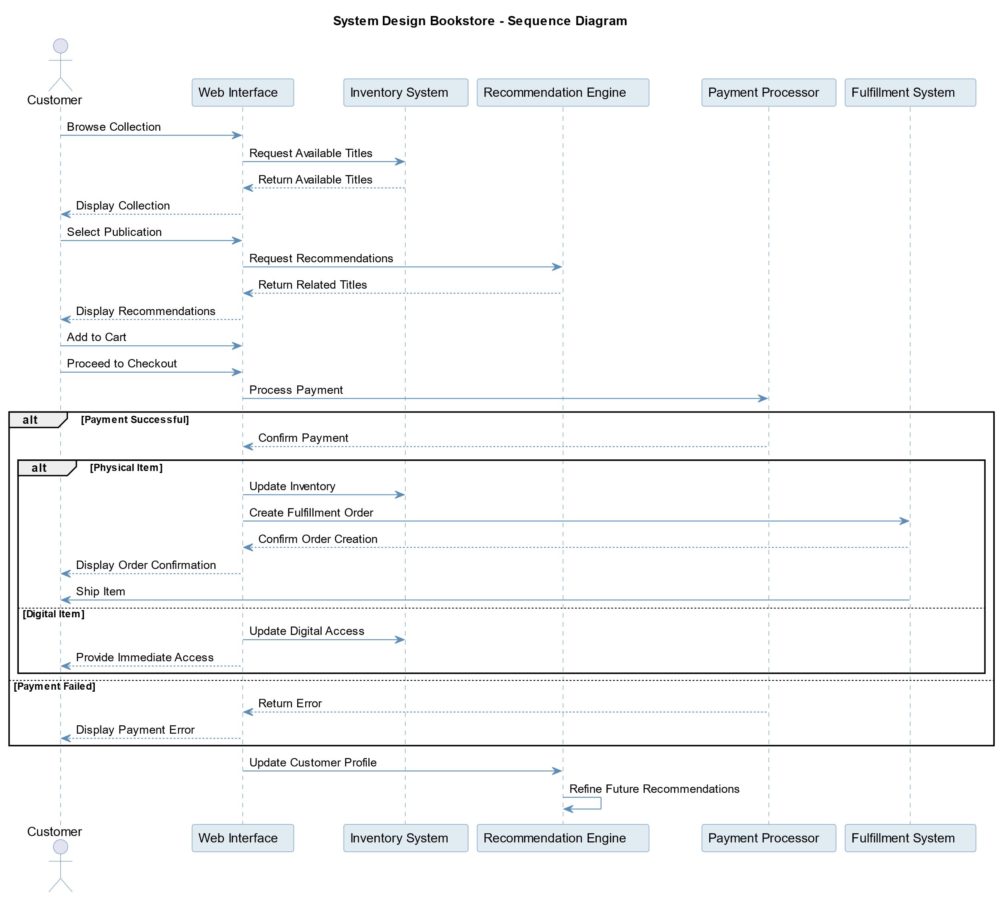 System Design Bookstore - Sequence Diagram
Customer
Web Interface
Inventory System
Recommendation Engine
Payment Processor
Fulfillment System
Browse Collection
Request Available Titles
Return Available Titles
Display Collection
Select Publication
Request Recommendations
Return Related Titles
Display Recommendations
Add to Cart
Proceed to Checkout
Process Payment
alt [Payment Successful]
Confirm Payment
alt [Physical Item]
Update Inventory
Create Fulfillment Order
Confirm Order Creation
Display Order Confirmation
Ship Item
[Digital Item]
Update Digital Access
Provide Immediate Access
[Payment Failed]
Return Error
Display Payment Error
Update Customer Profile
Refine Future Recommendations
Customer
Web Interface
Inventory System
Recommendation Engine
Payment Processor
Fulfillment System